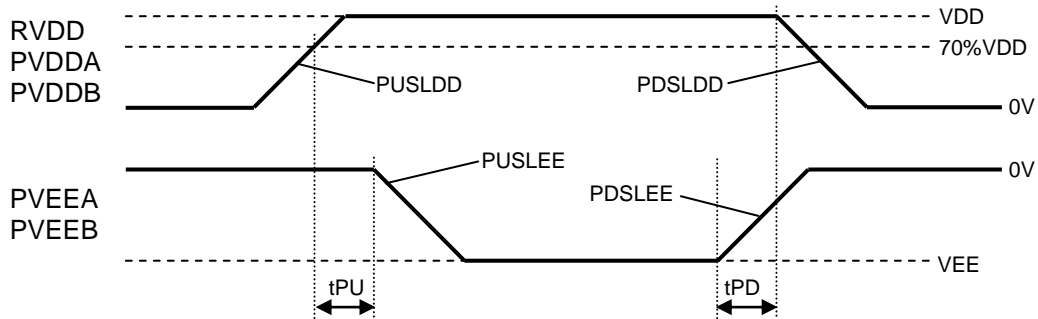 RVDD
PVDDA
PVDDB
VDD
70%VDD
PUSLDD
PDSLDD
0V
PVEEA
PVEEB
PUSLEE
PDSLEE
0V
VEE
tPU
tPD